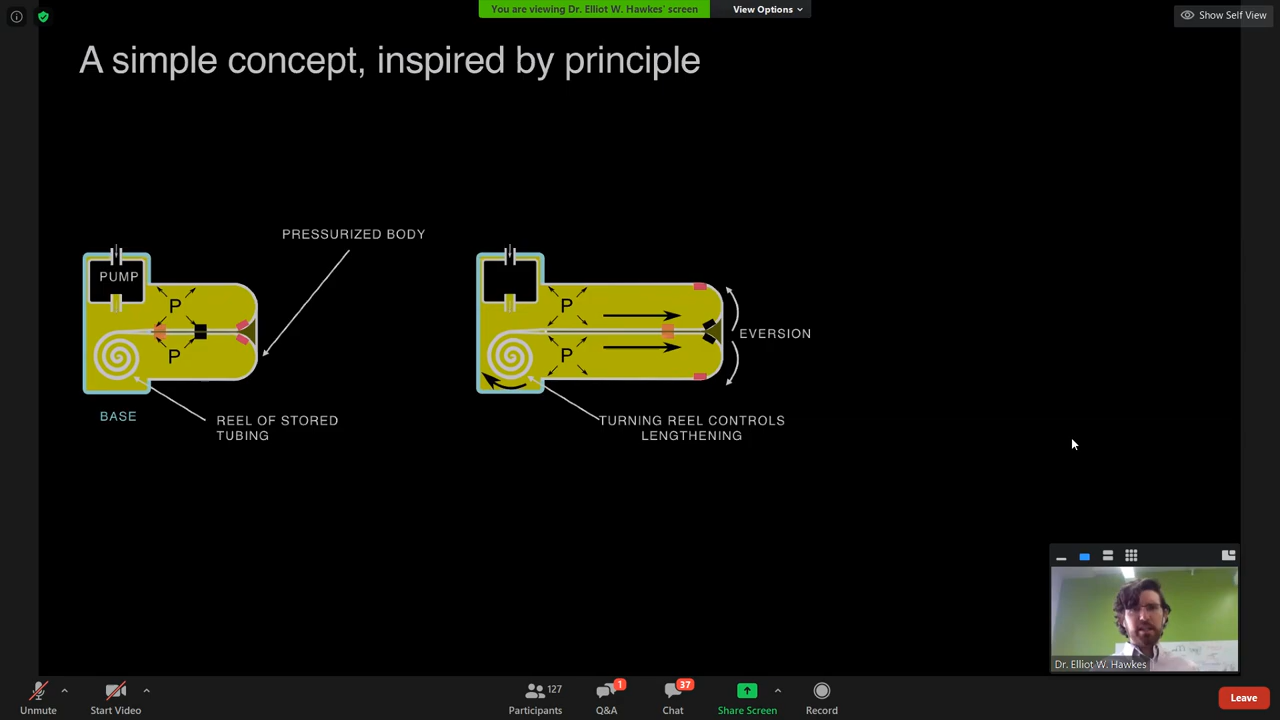 You are viewing Dr. Elliot W. Hawkes' screen
View Options
Show Self View
A simple concept, inspired by principle
PRESSURIZED BODY
PUMP
P
P
BASE
REEL OF STORED
TUBING
P
P
EVERSION
TURNING REEL CONTROLS
LENGTHENING
Dr. Elliot W. Hawkes
Unmute
Start Video
127
Participants
1
Q&A
37
Chat
Share Screen
Record
Leave